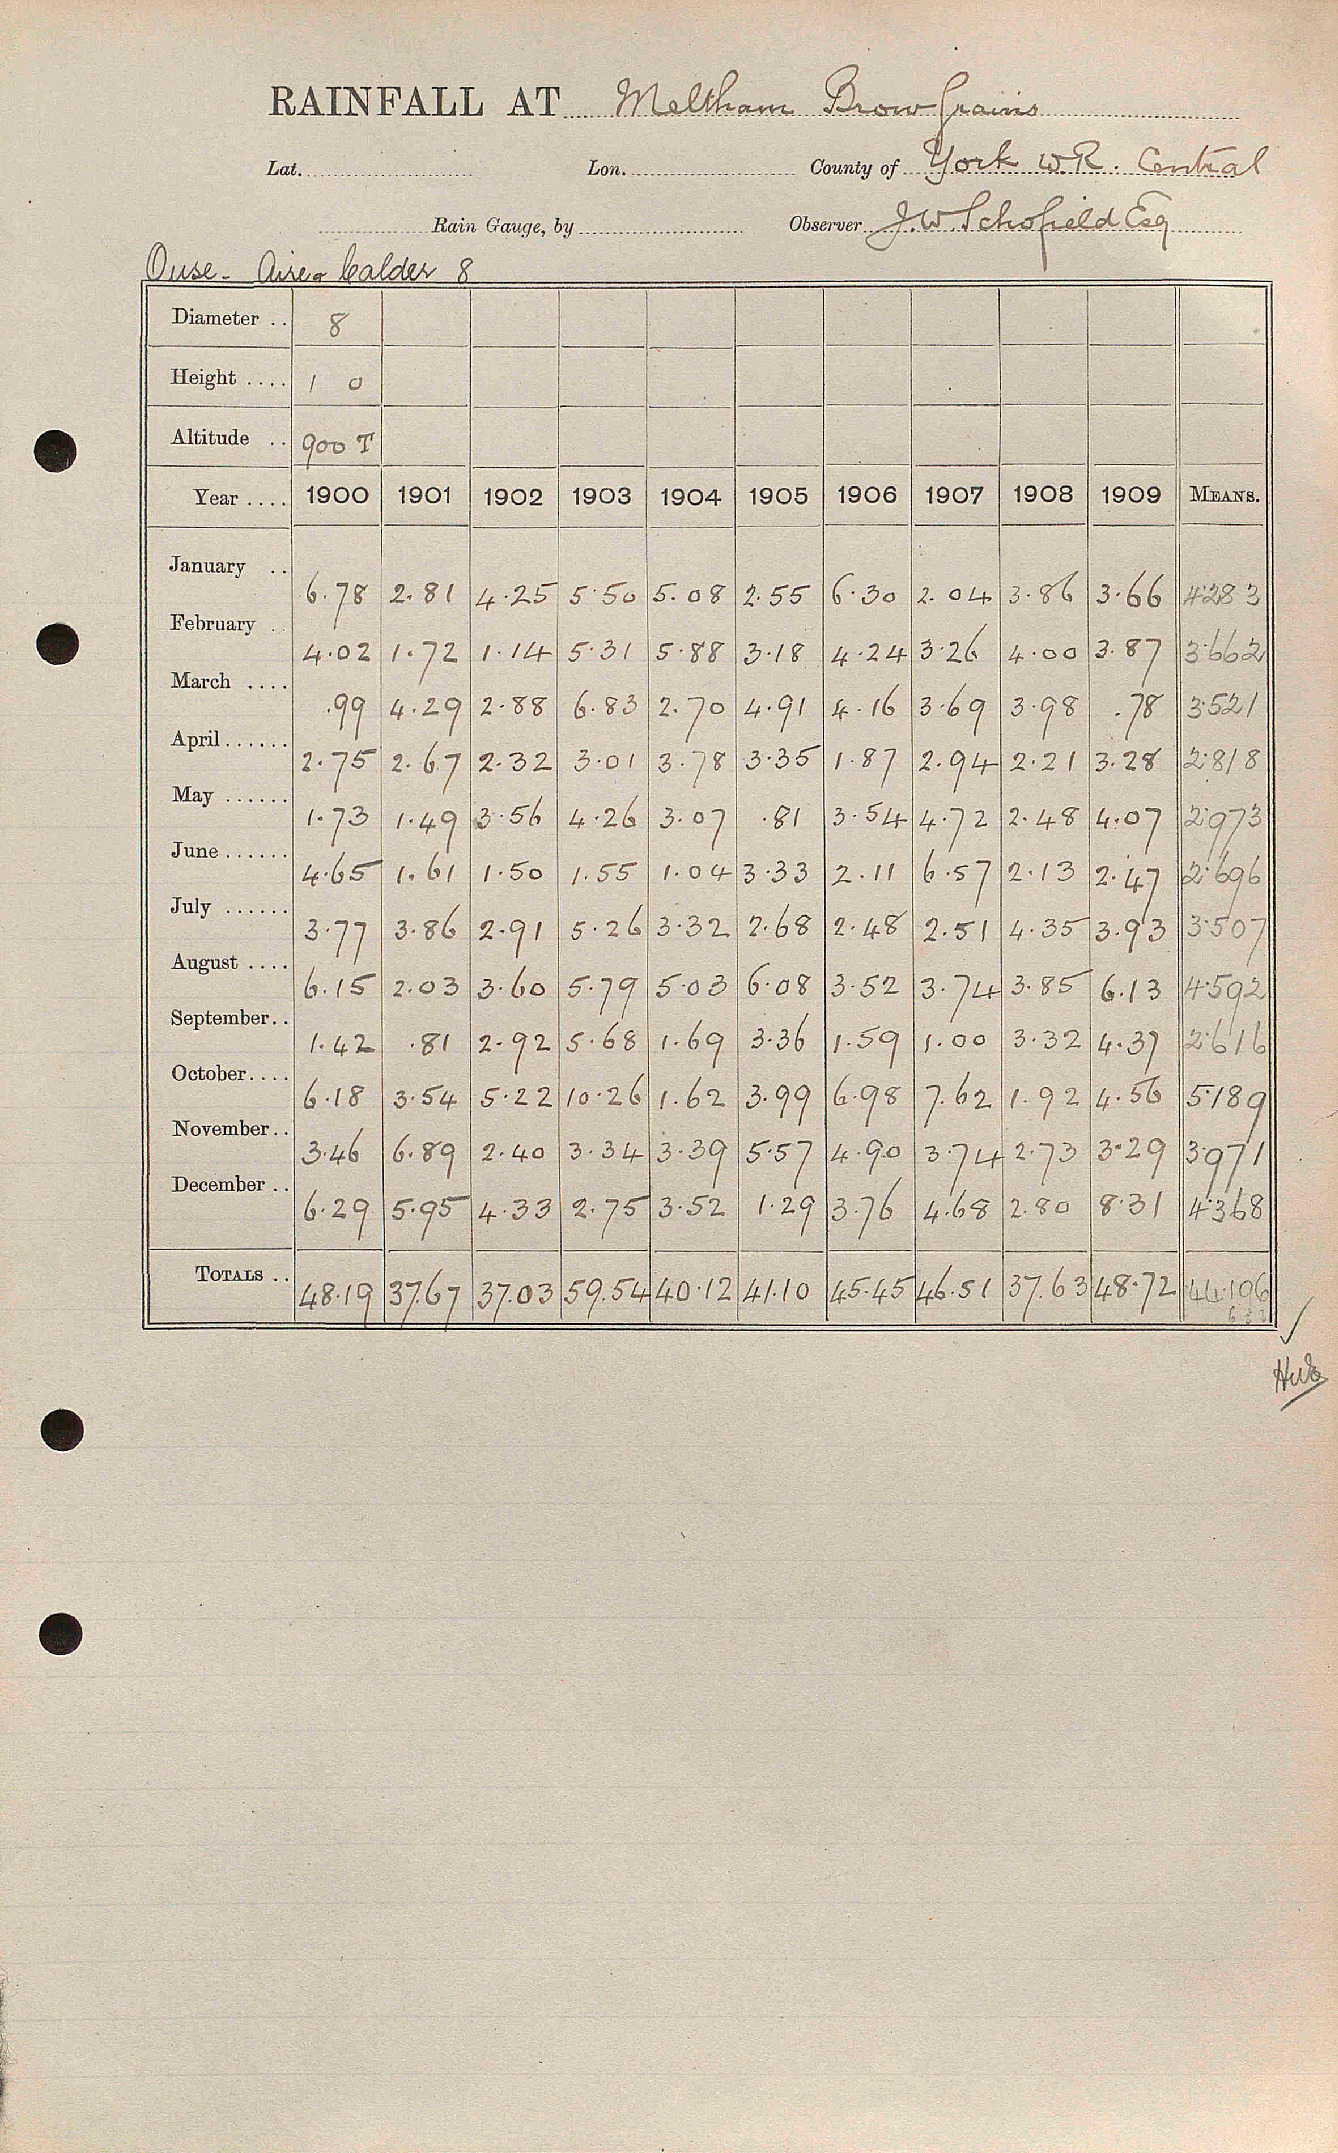 RAINFALL AT Meltham Brow Grains
Lat. Lon. County of York W.R. Central
Rain Gauge, by Observer J. W. Schofield Esq
Ouse - Aire & Calder 8
Diameter .. 8
Height .... 1 0
Altitude .. 900 T
Year .... 1900 1901 1902 1903 1904 1905 1906 1907 1908 1909 MEANS.
January .. 6.78 2.81 4.25 5.50 5.08 2.55 6.30 2.04 3.86 3.66 4.283
February .. 4.02 1.72 1.14 5.31 5.88 3.18 4.24 3.26 4.00 3.87 3.662
March .... .99 4.29 2.88 6.83 2.70 4.91 4.16 3.69 3.98 .78 3.521
April...... 2.75 2.67 2.32 3.01 3.78 3.35 1.87 2.94 2.21 3.28 2.818
May ...... 1.73 1.49 3.56 4.26 3.07 .81 3.54 4.72 2.48 4.07 2.973
June...... 4.65 1.61 1.50 1.55 1.04 3.33 2.11 6.57 2.13 2.47 2.696
July ...... 3.77 3.86 2.91 5.26 3.32 2.68 2.48 2.51 4.35 3.93 3.507
August .... 6.15 2.03 3.60 5.79 5.03 6.08 3.52 3.74 3.85 6.13 4.592
September.. 1.42 .81 2.92 5.68 1.69 3.36 1.59 1.00 3.32 4.37 2.616
October.... 6.18 3.54 5.22 10.26 1.62 3.99 6.98 7.62 1.92 4.56 5.189
November.. 3.46 6.89 2.40 3.34 3.39 5.57 4.90 3.74 2.73 3.29 3.971
December .. 6.29 5.95 4.33 2.75 3.52 1.29 3.76 4.68 2.80 8.31 4.368
TOTALS .. 48.19 37.67 37.03 59.54 40.12 41.10 45.45 46.51 37.63 48.72 44.196